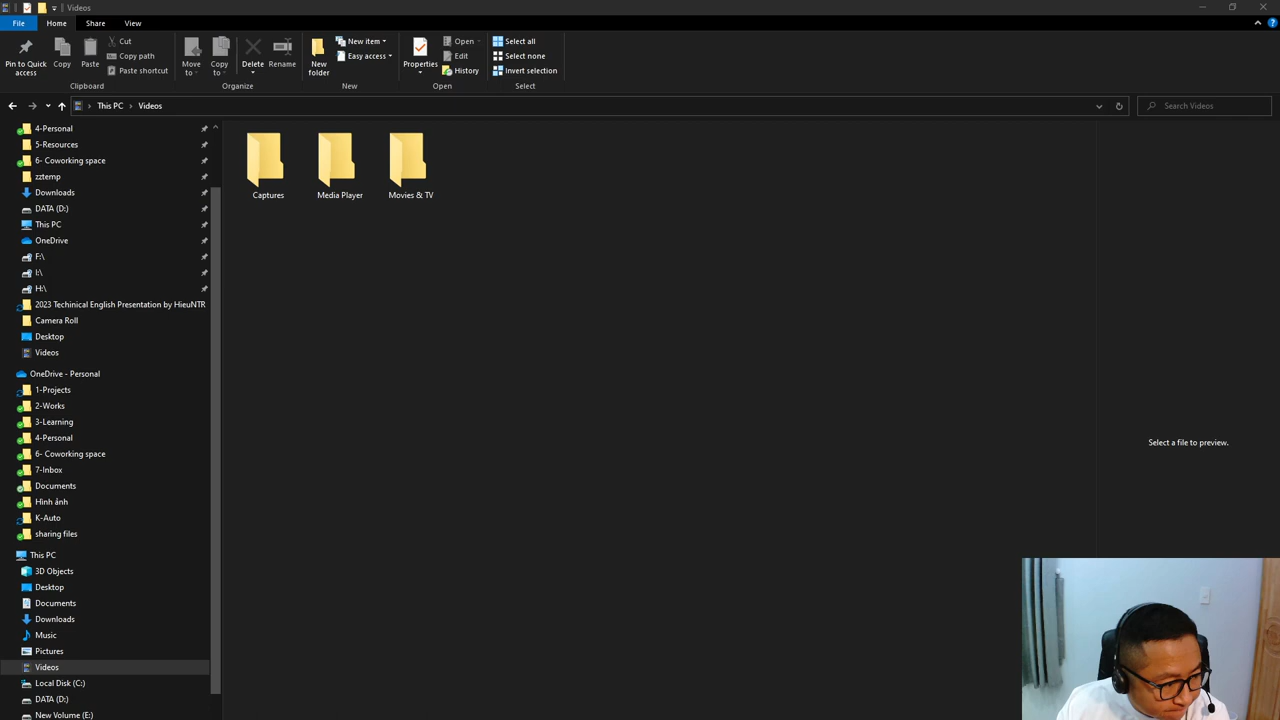 Videos
File Home Share View
Pin to Quick access
Copy
Paste
Cut
Copy path
Paste shortcut
Clipboard
Move to
Copy to
Delete
Rename
Organize
New folder
New item
Easy access
New
Properties
Open
Edit
History
Open
Select all
Select none
Invert selection
Select
This PC Videos
Search Videos
4-Personal
5-Resources
6- Coworking space
zztemp
Downloads
DATA (D:)
This PC
OneDrive
F:\
I:\
H:\
2023 Techinical English Presentation by HieuNTR
Camera Roll
Desktop
Videos
OneDrive - Personal
1-Projects
2-Works
3-Learning
4-Personal
6- Coworking space
7-Inbox
Documents
Hình ảnh
K-Auto
sharing files
This PC
3D Objects
Desktop
Documents
Downloads
Music
Pictures
Videos
Local Disk (C:)
DATA (D:)
New Volume (E:)
Captures
Media Player
Movies & TV
Select a file to preview.